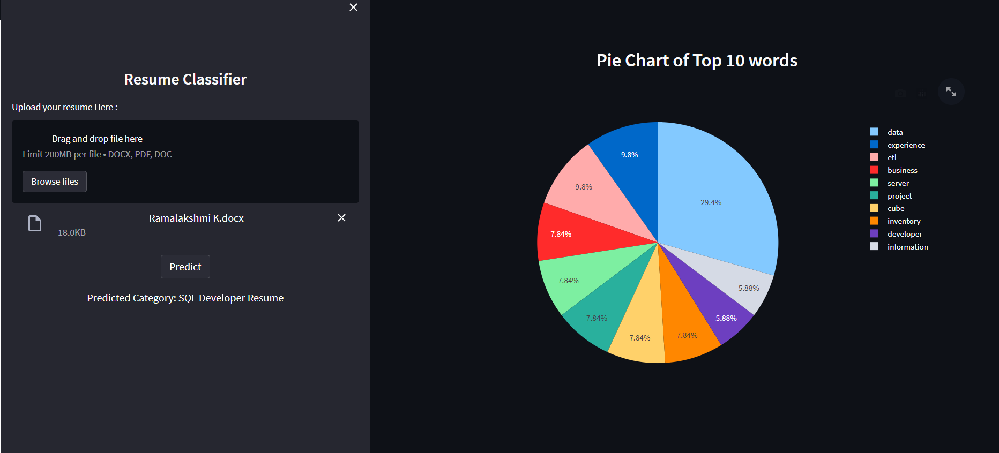 Resume Classifier
Upload your resume Here :
Drag and drop file here
Limit 200MB per file • DOCX, PDF, DOC
Browse files
Ramalakshmi K.docx
18.0KB
Predict
Predicted Category: SQL Developer Resume
Pie Chart of Top 10 words
9.8%
29.4%
9.8%
7.84%
7.84%
7.84%
7.84%
7.84%
5.88%
5.88%
data
experience
etl
business
server
project
cube
inventory
developer
information